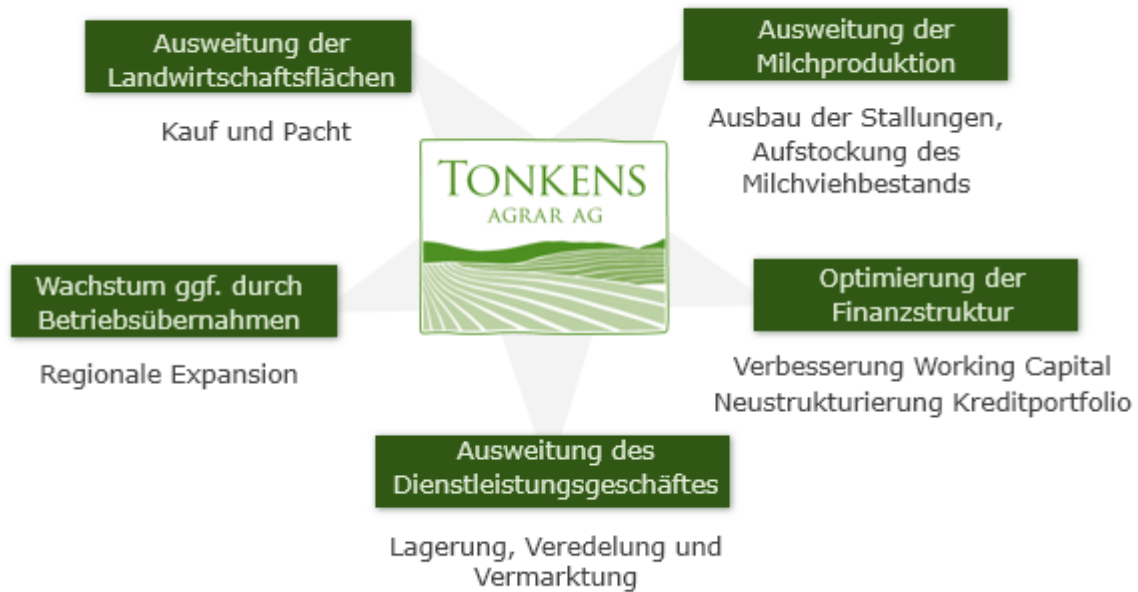 Ausweitung der
Landwirtschaftsflächen
Kauf und Pacht
Ausweitung der
Milchproduktion
Ausbau der Stallungen,
Aufstockung des
Milchviehbestands
TONKENS
AGRAR AG
Wachstum ggf. durch
Betriebsübernahmen
Regionale Expansion
Optimierung der
Finanzstruktur
Verbesserung Working Capital
Neustrukturierung Kreditportfolio
Ausweitung des
Dienstleistungsgeschäftes
Lagerung, Veredelung und
Vermarktung